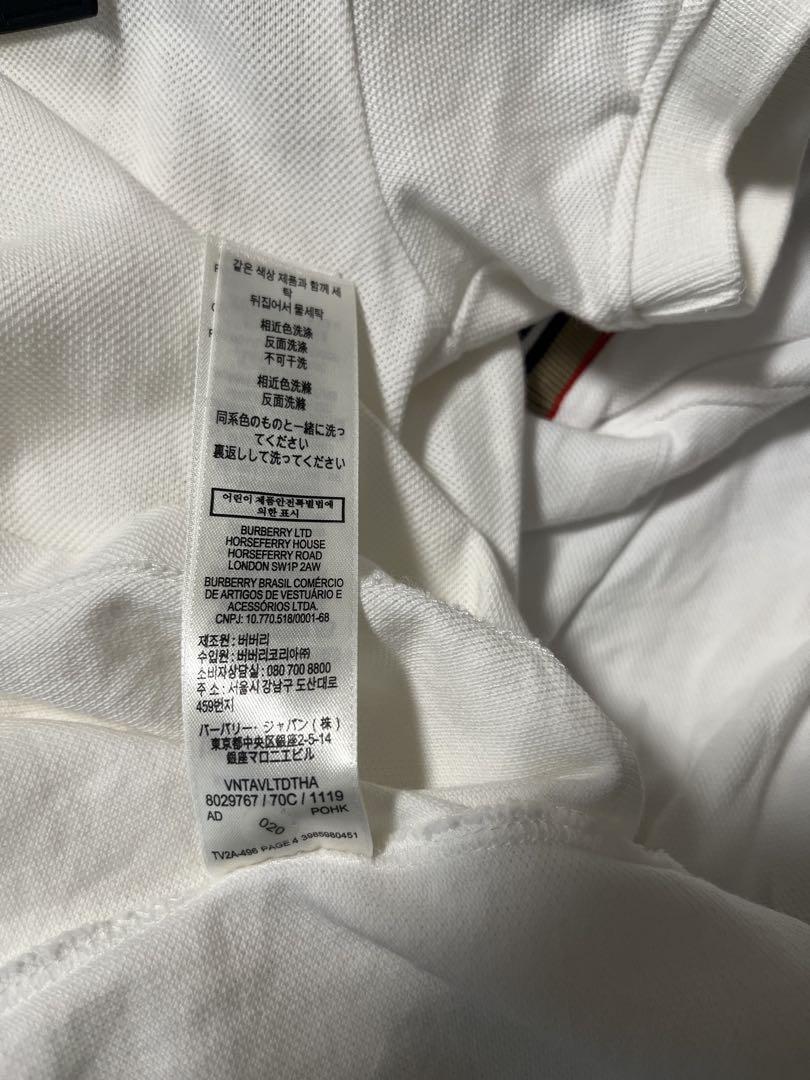 같은 색상 제품과 함께 세
탁
뒤집어서 물세탁
相近色洗涤
反面洗涤
不可干洗
相近色洗滌
反面洗滌
同系色のものと一緒に洗っ
てください
裏返しして洗ってください
어린이 제품안전특별법에
의한 표시
BURBERRY LTD
HORSEFERRY HOUSE
HORSEFERRY ROAD
LONDON SW1P 2AW
BURBERRY BRASIL COMÉRCIO
DE ARTIGOS DE VESTUÁRIO E
ACESSÓRIOS LTDA.
CNPJ: 10.770.518/0001-68
제조원 : 버버리
수입원 : 버버리코리아㈜
소비자상담실 : 080 700 8800
주 소 : 서울시 강남구 도산대로
459번지
バーバリー・ジャパン(株)
東京都中央区銀座2-5-14
銀座マロニエビル
VNTAVLTDTHA
8029767 / 70C / 1119
AD POHK
020
TV2A-496 PAGE 4 3985980451